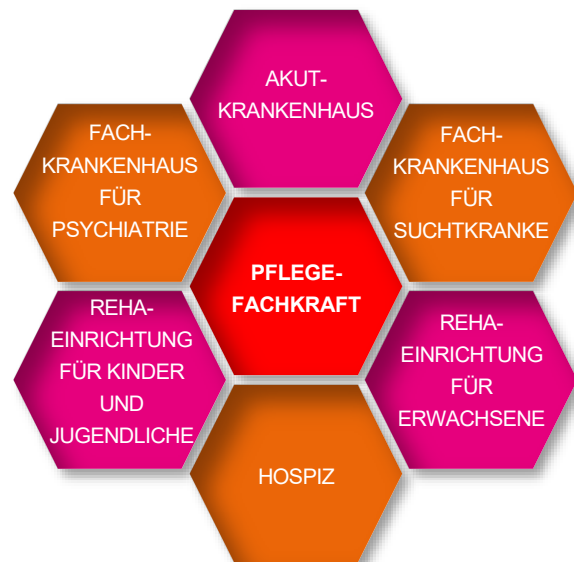 AKUT-
KRANKENHAUS
FACH-
KRANKENHAUS
FÜR
PSYCHIATRIE
FACH-
KRANKENHAUS
FÜR
SUCHTKRANKE
PFLEGE-
FACHKRAFT
REHA-
EINRICHTUNG
FÜR KINDER
UND
JUGENDLICHE
REHA-
EINRICHTUNG
FÜR
ERWACHSENE
HOSPIZ